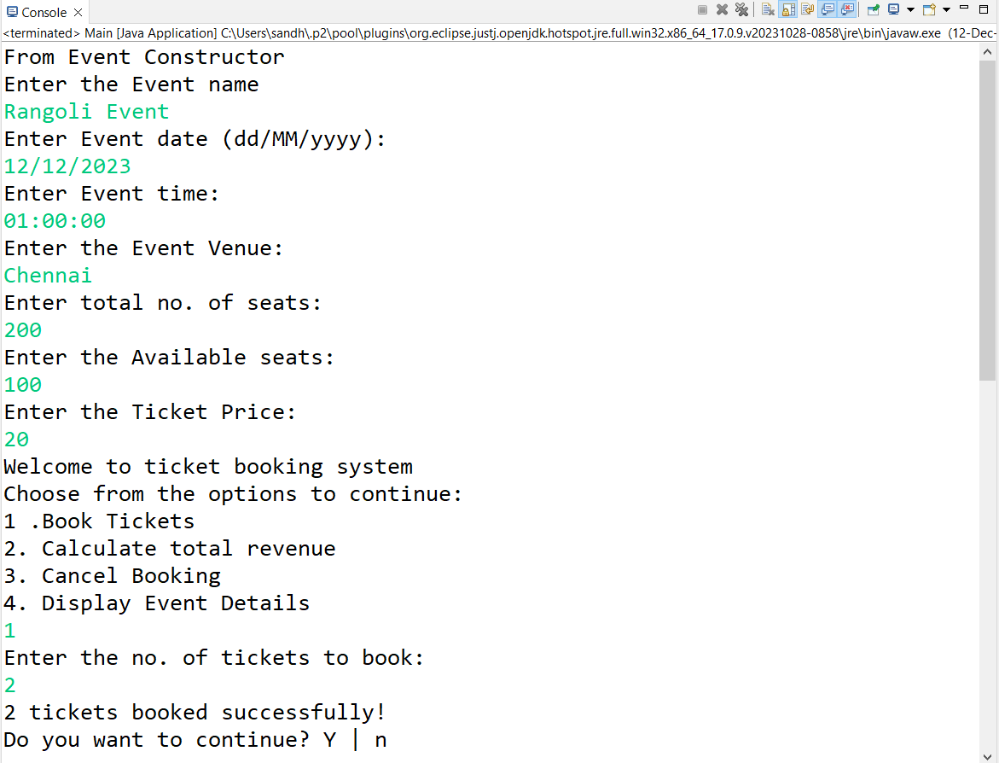 Console
<terminated> Main [Java Application] C:\Users\sandh\.p2\pool\plugins\org.eclipse.justj.openjdk.hotspot.jre.full.win32.x86_64_17.0.9.v20231028-0858\jre\bin\javaw.exe (12-Dec-
From Event Constructor
Enter the Event name
Rangoli Event
Enter Event date (dd/MM/yyyy):
12/12/2023
Enter Event time:
01:00:00
Enter the Event Venue:
Chennai
Enter total no. of seats:
200
Enter the Available seats:
100
Enter the Ticket Price:
20
Welcome to ticket booking system
Choose from the options to continue:
1 .Book Tickets
2. Calculate total revenue
3. Cancel Booking
4. Display Event Details
1
Enter the no. of tickets to book:
2
2 tickets booked successfully!
Do you want to continue? Y | n